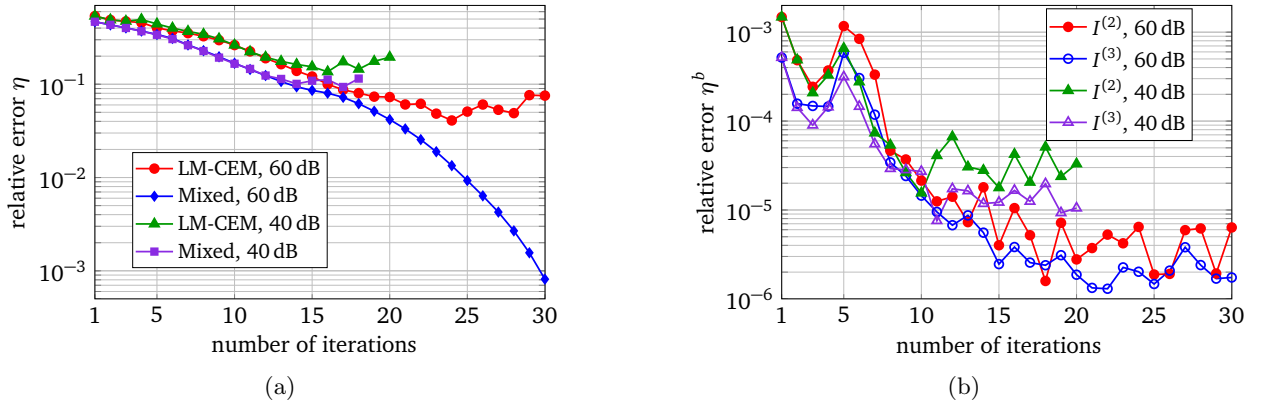 relative error η
10⁻¹
10⁻²
10⁻³
LM-CEM, 60 dB
Mixed, 60 dB
LM-CEM, 40 dB
Mixed, 40 dB
1 5 10 15 20 25 30
number of iterations
(a)
relative error ηᵇ
10⁻³
10⁻⁴
10⁻⁵
10⁻⁶
I⁽²⁾, 60 dB
I⁽³⁾, 60 dB
I⁽²⁾, 40 dB
I⁽³⁾, 40 dB
1 5 10 15 20 25 30
number of iterations
(b)